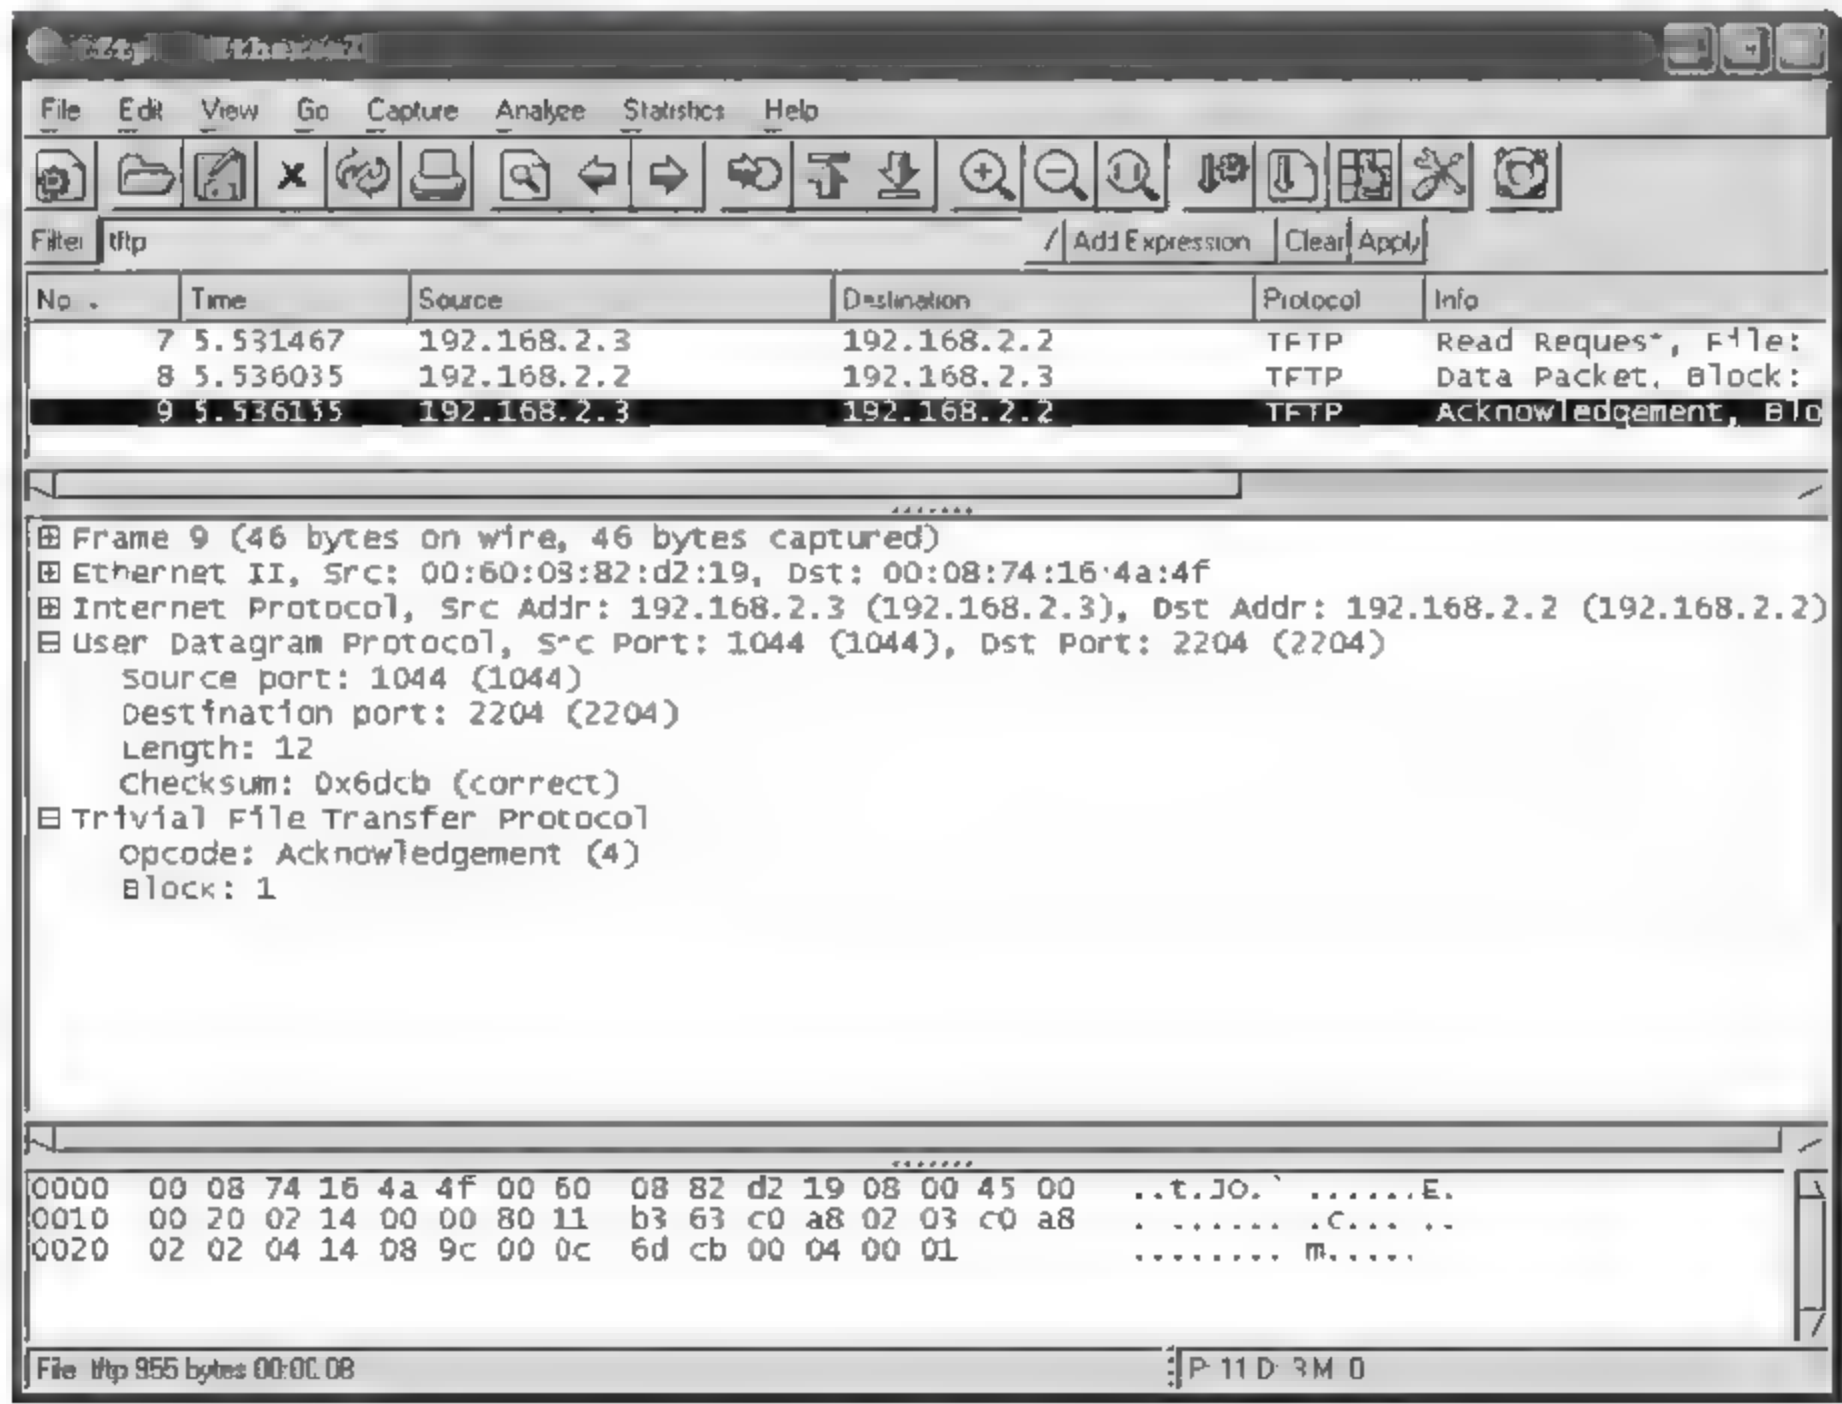 File Edit View Go Capture Analyze Statistics Help
Filter tftp Add Expression Clear Apply
No. Time Source Destination Protocol Info
7 5.531467 192.168.2.3 192.168.2.2 TFTP Read Request, File:
8 5.536035 192.168.2.2 192.168.2.3 TFTP Data Packet, Block:
9 5.536155 192.168.2.3 192.168.2.2 TFTP Acknowledgement, Blo
Frame 9 (46 bytes on wire, 46 bytes captured)
Ethernet II, Src: 00:60:08:82:d2:19, Dst: 00:08:74:16:4a:4f
Internet Protocol, Src Addr: 192.168.2.3 (192.168.2.3), Dst Addr: 192.168.2.2 (192.168.2.2)
User Datagram Protocol, Src Port: 1044 (1044), Dst Port: 2204 (2204)
Source port: 1044 (1044)
Destination port: 2204 (2204)
Length: 12
Checksum: 0x6dcb (correct)
Trivial File Transfer Protocol
Opcode: Acknowledgement (4)
Block: 1
0000 00 08 74 16 4a 4f 00 60 08 82 d2 19 08 00 45 00 ..t.JO.` ......E.
0010 00 20 02 14 00 00 80 11 b3 63 c0 a8 02 03 c0 a8 . ...... .c......
0020 02 02 04 14 08 9c 00 0c 6d cb 00 04 00 01 ........ m.....
File tftp 955 bytes P: 11 D: 3 M: 0